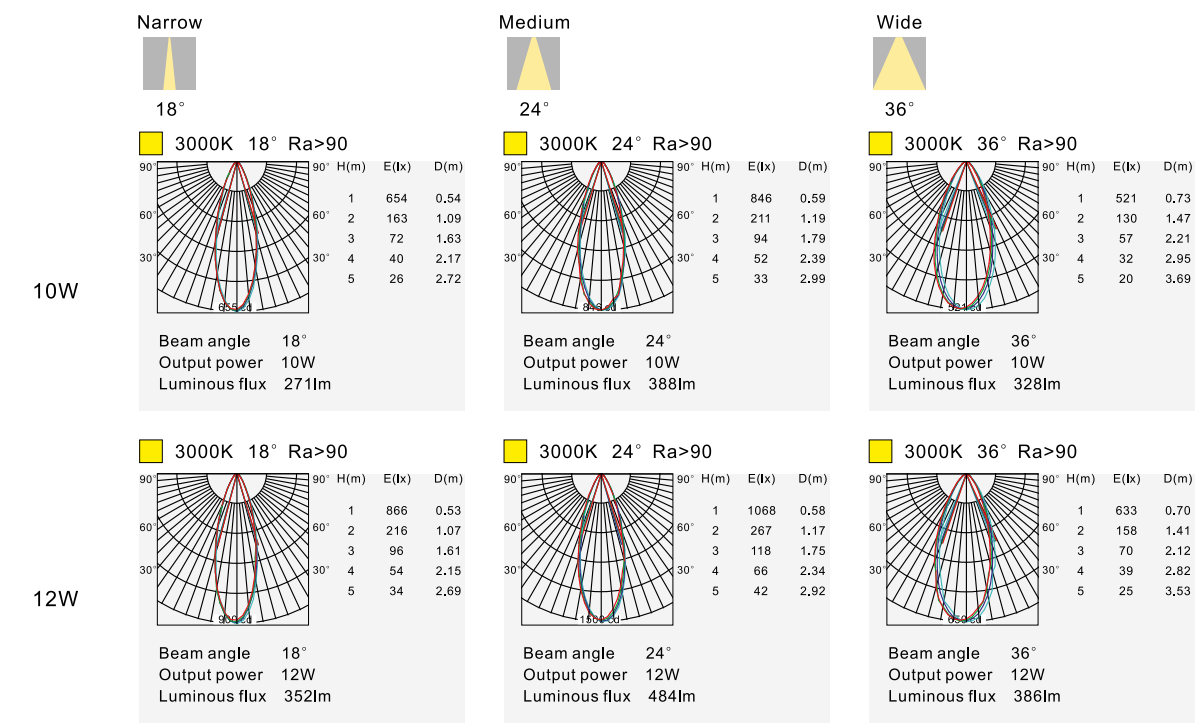 Narrow
18°
Medium
24°
Wide
36°
10W
3000K 18° Ra>90
90° 90°
60° 60°
30° 30°
655 cd
H(m) E(lx) D(m)
1 654 0.54
2 163 1.09
3 72 1.63
4 40 2.17
5 26 2.72
Beam angle 18°
Output power 10W
Luminous flux 271lm
3000K 24° Ra>90
90° 90°
60° 60°
30° 30°
H(m) E(lx) D(m)
1 846 0.59
2 211 1.19
3 94 1.79
4 52 2.39
5 33 2.99
Beam angle 24°
Output power 10W
Luminous flux 388lm
3000K 36° Ra>90
90° 90°
60° 60°
30° 30°
521 cd
H(m) E(lx) D(m)
1 521 0.73
2 130 1.47
3 57 2.21
4 32 2.95
5 20 3.69
Beam angle 36°
Output power 10W
Luminous flux 328lm
12W
3000K 18° Ra>90
90° 90°
60° 60°
30° 30°
900 cd
H(m) E(lx) D(m)
1 866 0.53
2 216 1.07
3 96 1.61
4 54 2.15
5 34 2.69
Beam angle 18°
Output power 12W
Luminous flux 352lm
3000K 24° Ra>90
90° 90°
60° 60°
30° 30°
1500 cd
H(m) E(lx) D(m)
1 1068 0.58
2 267 1.17
3 118 1.75
4 66 2.34
5 42 2.92
Beam angle 24°
Output power 12W
Luminous flux 484lm
3000K 36° Ra>90
90° 90°
60° 60°
30° 30°
650 cd
H(m) E(lx) D(m)
1 633 0.70
2 158 1.41
3 70 2.12
4 39 2.82
5 25 3.53
Beam angle 36°
Output power 12W
Luminous flux 386lm